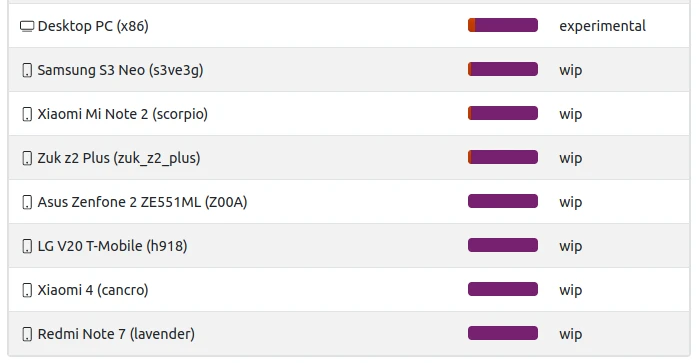 Desktop PC (x86) experimental
Samsung S3 Neo (s3ve3g) wip
Xiaomi Mi Note 2 (scorpio) wip
Zuk z2 Plus (zuk_z2_plus) wip
Asus Zenfone 2 ZE551ML (Z00A) wip
LG V20 T-Mobile (h918) wip
Xiaomi 4 (cancro) wip
Redmi Note 7 (lavender) wip